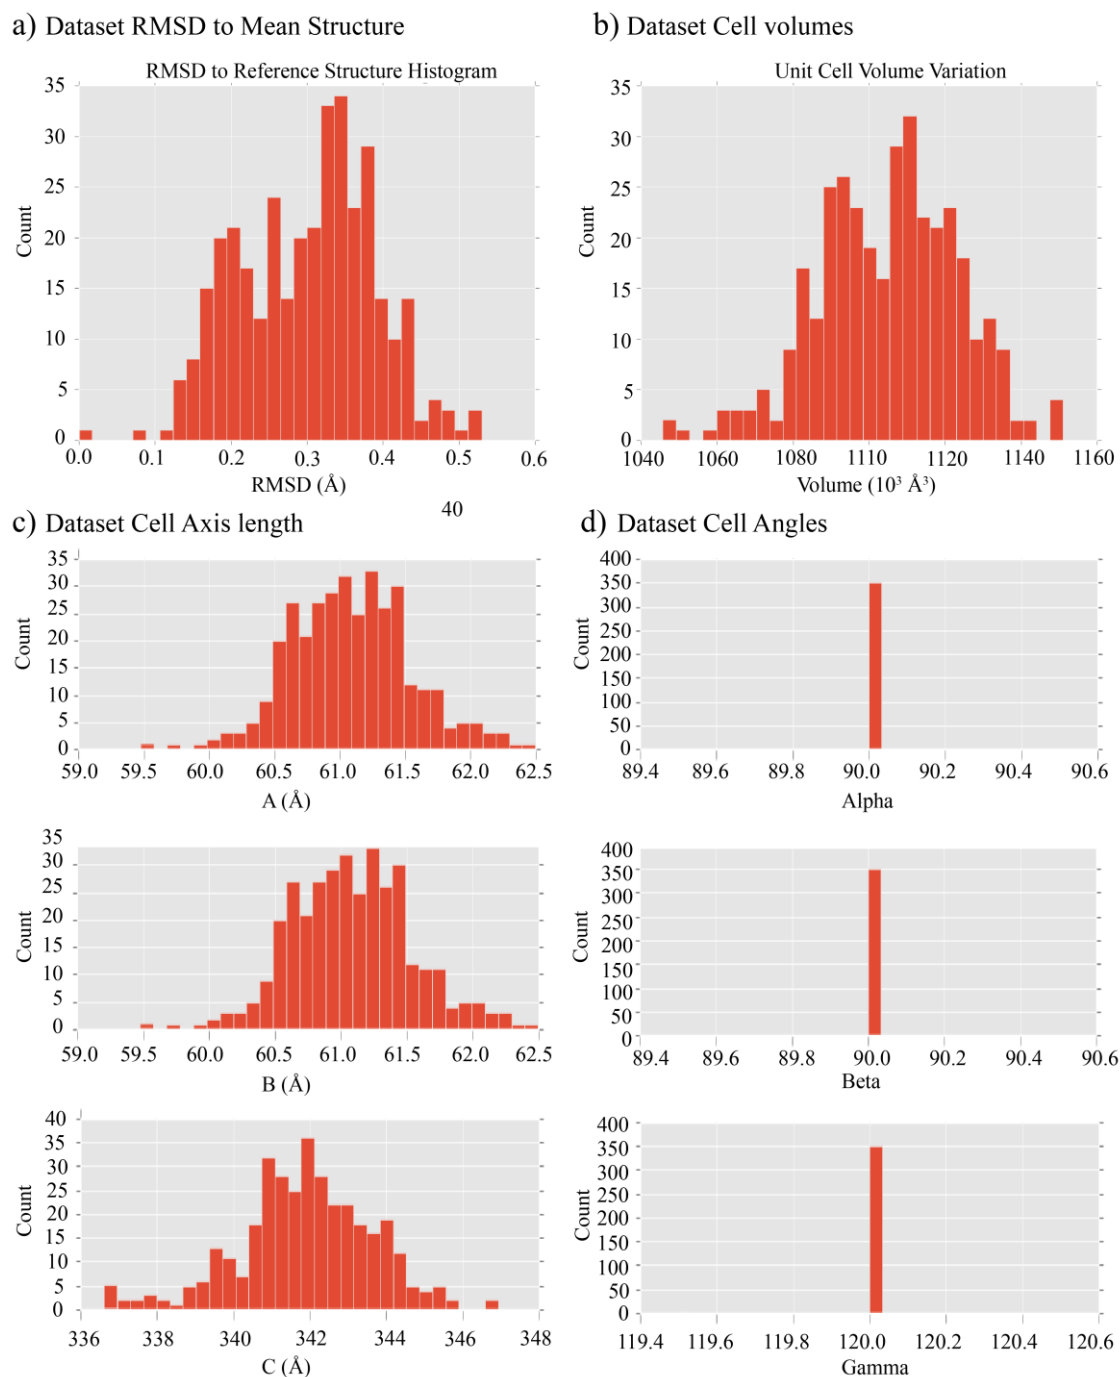 a) Dataset RMSD to Mean Structure
RMSD to Reference Structure Histogram
35
30
25
20
15
10
5
0
Count
0.0 0.1 0.2 0.3 0.4 0.5 0.6
RMSD (Å)
b) Dataset Cell volumes
Unit Cell Volume Variation
35
30
25
20
15
10
5
0
Count
1040 1060 1080 1100 1120 1140 1160
Volume (10³ Å³)
40
c) Dataset Cell Axis length
35
30
25
20
15
10
5
0
Count
59.0 59.5 60.0 60.5 61.0 61.5 62.0 62.5
A (Å)
35
30
25
20
15
10
5
0
Count
59.0 59.5 60.0 60.5 61.0 61.5 62.0 62.5
B (Å)
40
35
30
25
20
15
10
5
0
Count
336 338 340 342 344 346 348
C (Å)
d) Dataset Cell Angles
400
350
300
250
200
150
100
50
0
Count
89.4 89.6 89.8 90.0 90.2 90.4 90.6
Alpha
400
350
300
250
200
150
100
50
0
Count
89.4 89.6 89.8 90.0 90.2 90.4 90.6
Beta
400
350
300
250
200
150
100
50
0
Count
119.4 119.6 119.8 120.0 120.2 120.4 120.6
Gamma